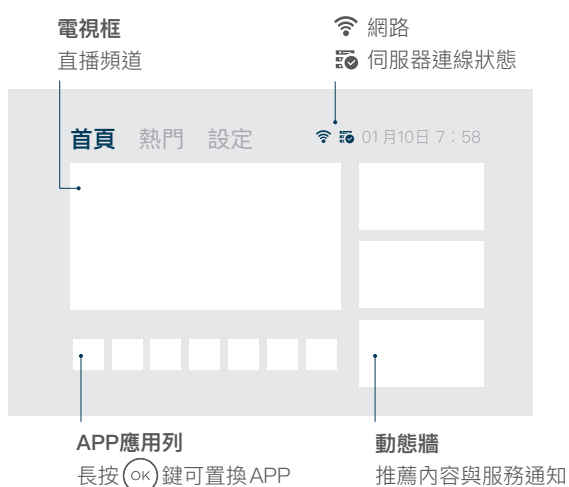 電視框
直播頻道
網路
伺服器連線狀態
首頁 熱門 設定 01月10日 7：58
APP應用列
長按OK鍵可置換APP
動態牆
推薦內容與服務通知